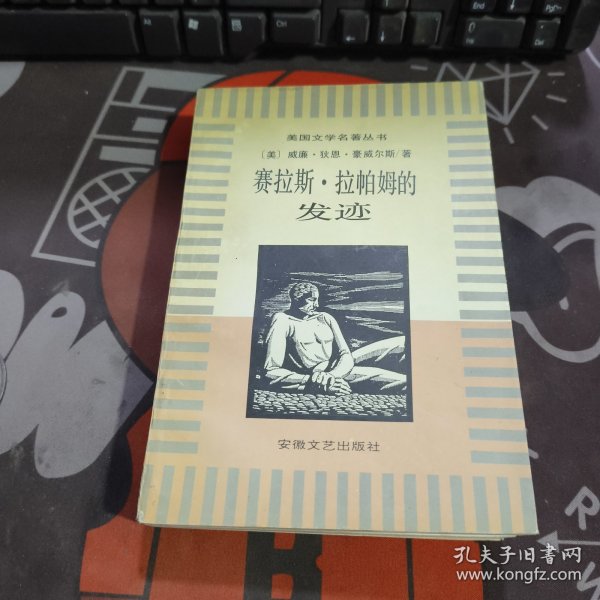 美国文学名著丛书
〔美〕威廉·狄恩·豪威尔斯/著
赛拉斯·拉帕姆的
发迹
安徽文艺出版社
孔夫子旧书网
www.kongfz.com